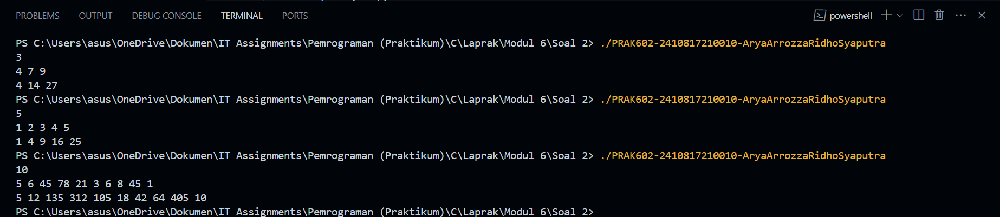 PROBLEMS OUTPUT DEBUG CONSOLE TERMINAL PORTS powershell
PS C:\Users\asus\OneDrive\Dokumen\IT Assignments\Pemrograman (Praktikum)\C\Laprak\Modul 6\Soal 2> ./PRAK602-2410817210010-AryaArrozzaRidhoSyaputra
3
4 7 9
4 14 27
PS C:\Users\asus\OneDrive\Dokumen\IT Assignments\Pemrograman (Praktikum)\C\Laprak\Modul 6\Soal 2> ./PRAK602-2410817210010-AryaArrozzaRidhoSyaputra
5
1 2 3 4 5
1 4 9 16 25
PS C:\Users\asus\OneDrive\Dokumen\IT Assignments\Pemrograman (Praktikum)\C\Laprak\Modul 6\Soal 2> ./PRAK602-2410817210010-AryaArrozzaRidhoSyaputra
10
5 6 45 78 21 3 6 8 45 1
5 12 135 312 105 18 42 64 405 10
PS C:\Users\asus\OneDrive\Dokumen\IT Assignments\Pemrograman (Praktikum)\C\Laprak\Modul 6\Soal 2>